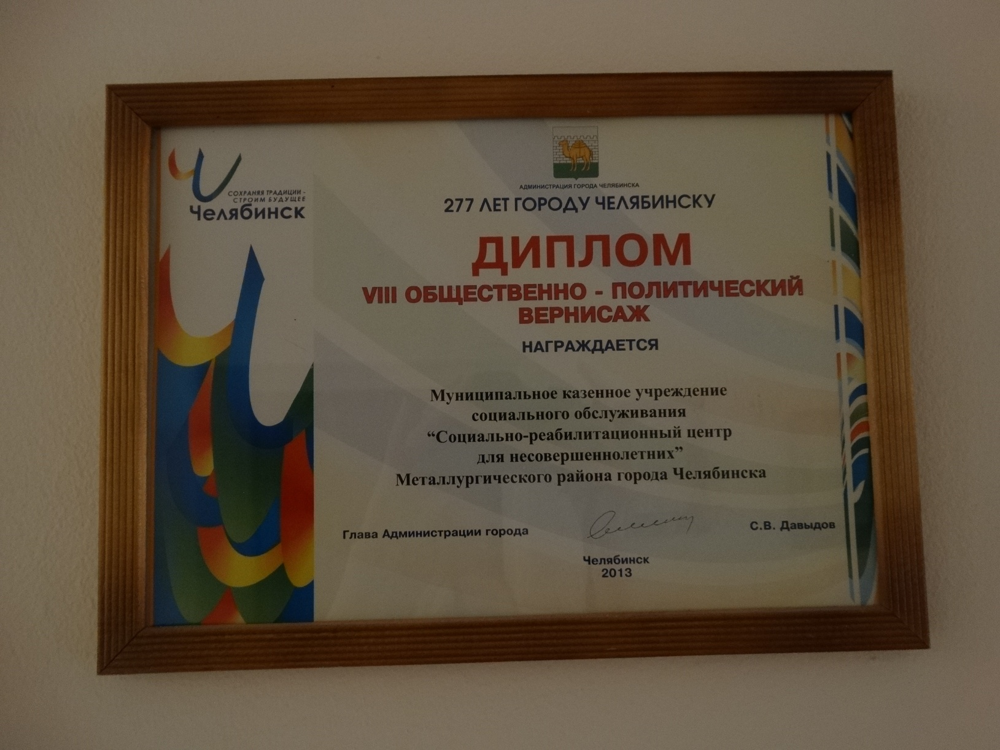 СОХРАНЯЯ ТРАДИЦИИ -
СТРОИМ БУДУЩЕЕ
Челябинск
АДМИНИСТРАЦИЯ ГОРОДА ЧЕЛЯБИНСКА
277 ЛЕТ ГОРОДУ ЧЕЛЯБИНСКУ
ДИПЛОМ
VIII ОБЩЕСТВЕННО - ПОЛИТИЧЕСКИЙ
ВЕРНИСАЖ
НАГРАЖДАЕТСЯ
Муниципальное казенное учреждение
социального обслуживания
“Социально-реабилитационный центр
для несовершеннолетних”
Металлургического района города Челябинска
Глава Администрации города
С.В. Давыдов
Челябинск
2013